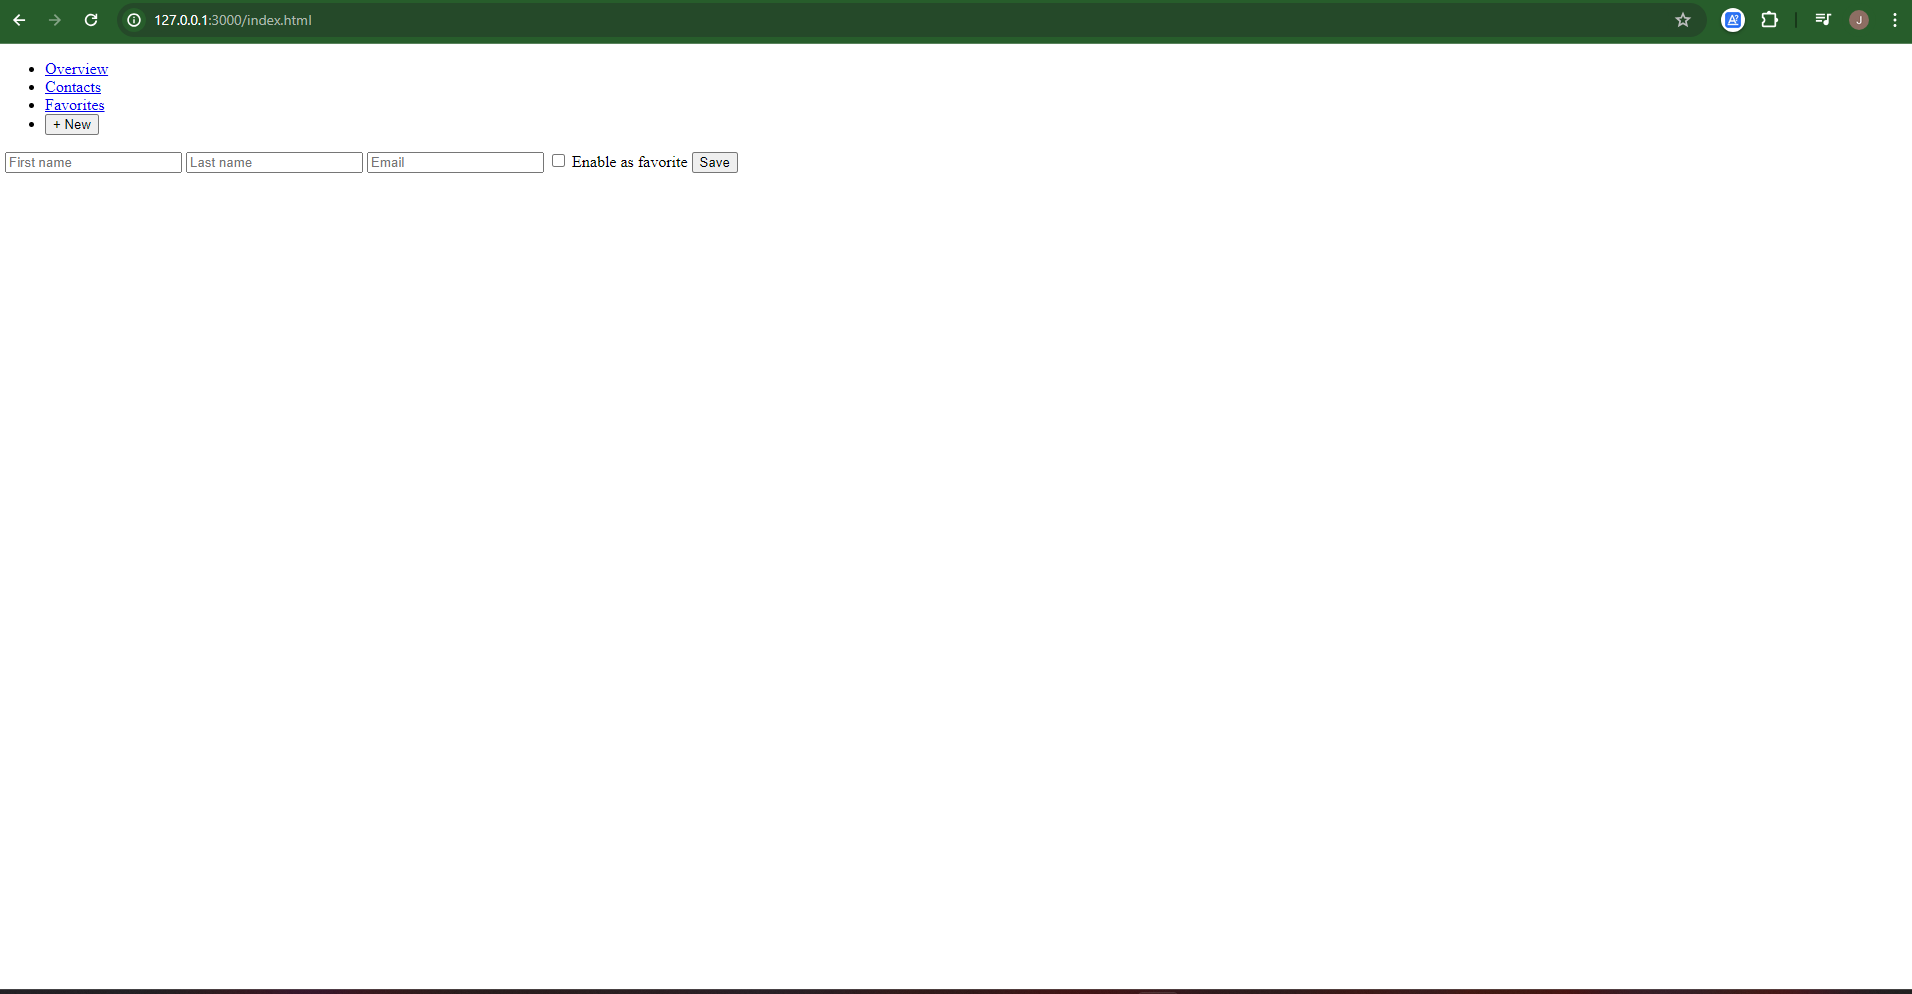 127.0.0.1:3000/index.html
J
Overview
Contacts
Favorites
+ New
First name Last name Email Enable as favorite Save